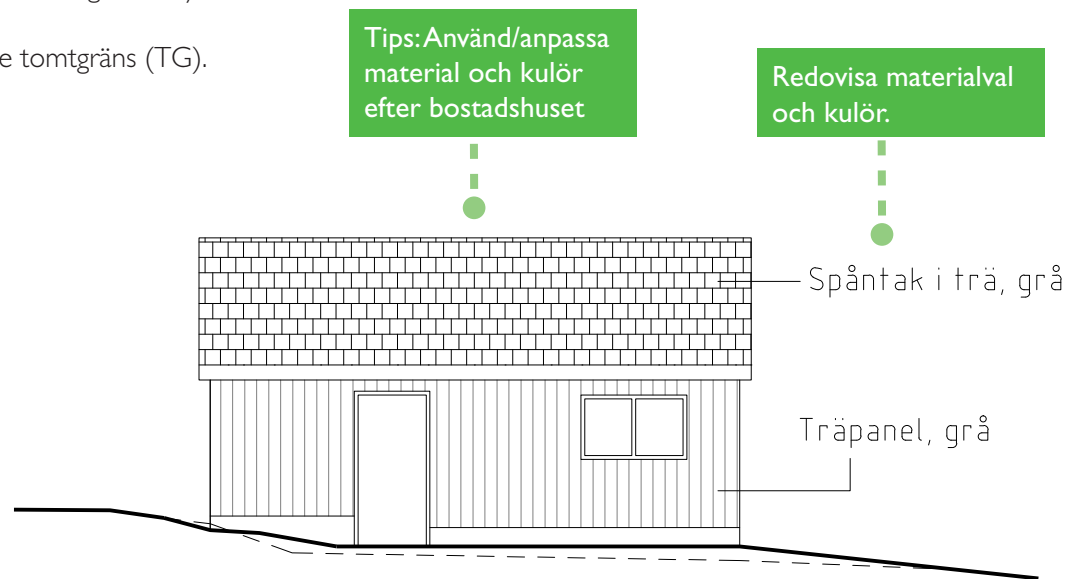 e tomtgräns (TG).
Tips: Använd/anpassa
material och kulör
efter bostadshuset
Redovisa materialval
och kulör.
Spåntak i trä, grå
Träpanel, grå